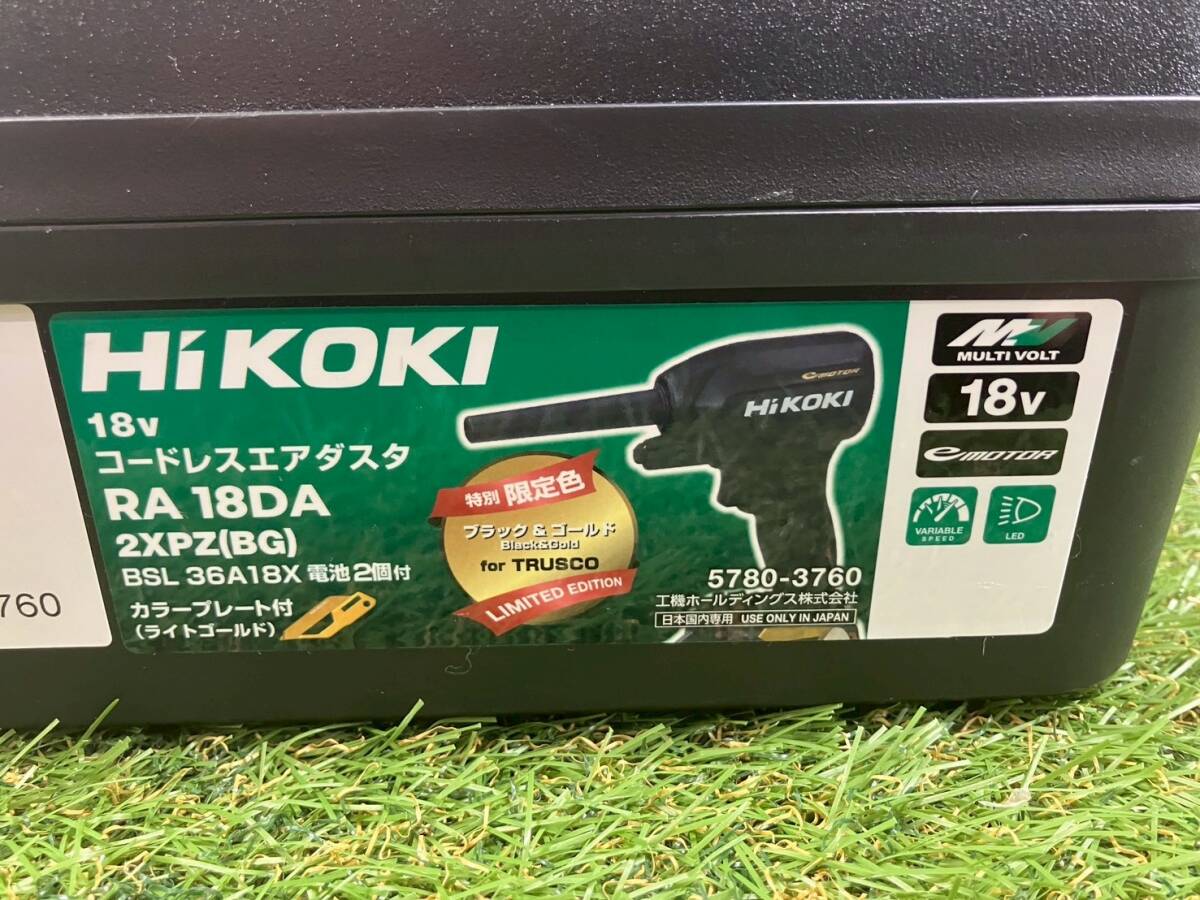 760
HiKOKI
18v
コードレスエアダスタ
RA 18DA
2XPZ(BG)
BSL 36A18X 電池2個付
カラープレート付
(ライトゴールド)
特別 限定色
ブラック&ゴールド
Black&Gold
for TRUSCO
LIMITED EDITION
eMOTOR
HiKOKI
5780-3760
工機ホールディングス株式会社
日本国内専用 USE ONLY IN JAPAN
MV
MULTI VOLT
18v
eMOTOR
VARIABLE
SPEED
LED